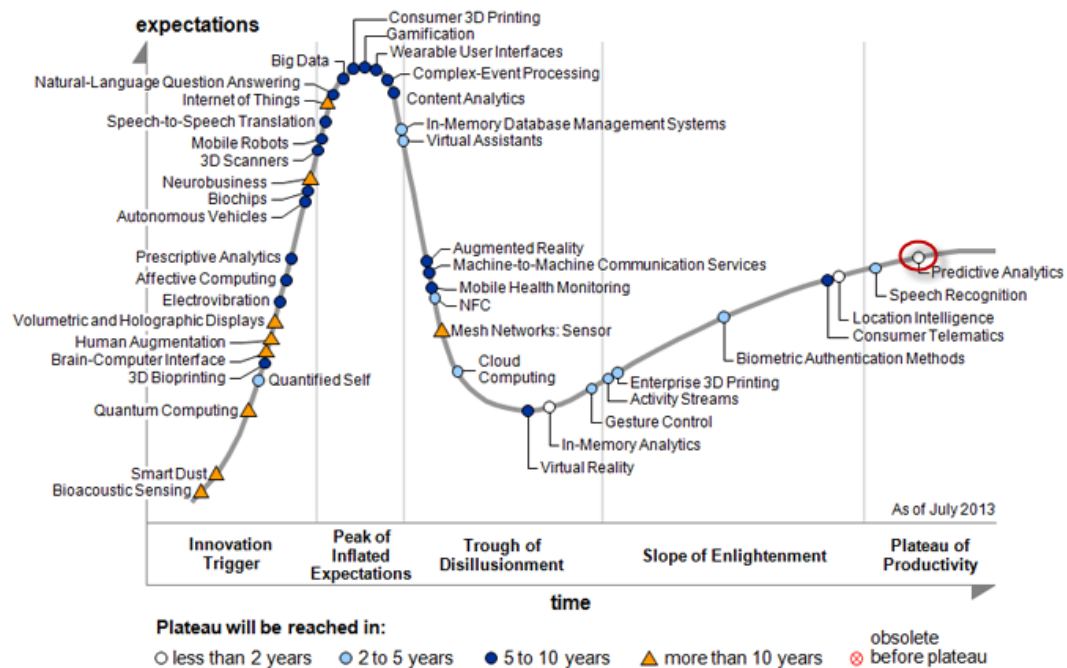 expectations
Consumer 3D Printing
Gamification
Wearable User Interfaces
Big Data
Complex-Event Processing
Natural-Language Question Answering
Internet of Things
Content Analytics
Speech-to-Speech Translation
In-Memory Database Management Systems
Mobile Robots
Virtual Assistants
3D Scanners
Neurobusiness
Biochips
Autonomous Vehicles
Augmented Reality
Prescriptive Analytics
Machine-to-Machine Communication Services
Predictive Analytics
Affective Computing
Mobile Health Monitoring
Speech Recognition
Electrovibration
NFC
Location Intelligence
Volumetric and Holographic Displays
Mesh Networks: Sensor
Consumer Telematics
Human Augmentation
Brain-Computer Interface
Biometric Authentication Methods
3D Bioprinting
Cloud
Computing
Quantified Self
Enterprise 3D Printing
Activity Streams
Quantum Computing
Gesture Control
In-Memory Analytics
Virtual Reality
Smart Dust
Bioacoustic Sensing
As of July 2013
Innovation
Trigger
Peak of
Inflated
Expectations
Trough of
Disillusionment
Slope of Enlightenment
Plateau of
Productivity
time
Plateau will be reached in:
less than 2 years
2 to 5 years
5 to 10 years
more than 10 years
obsolete
before plateau